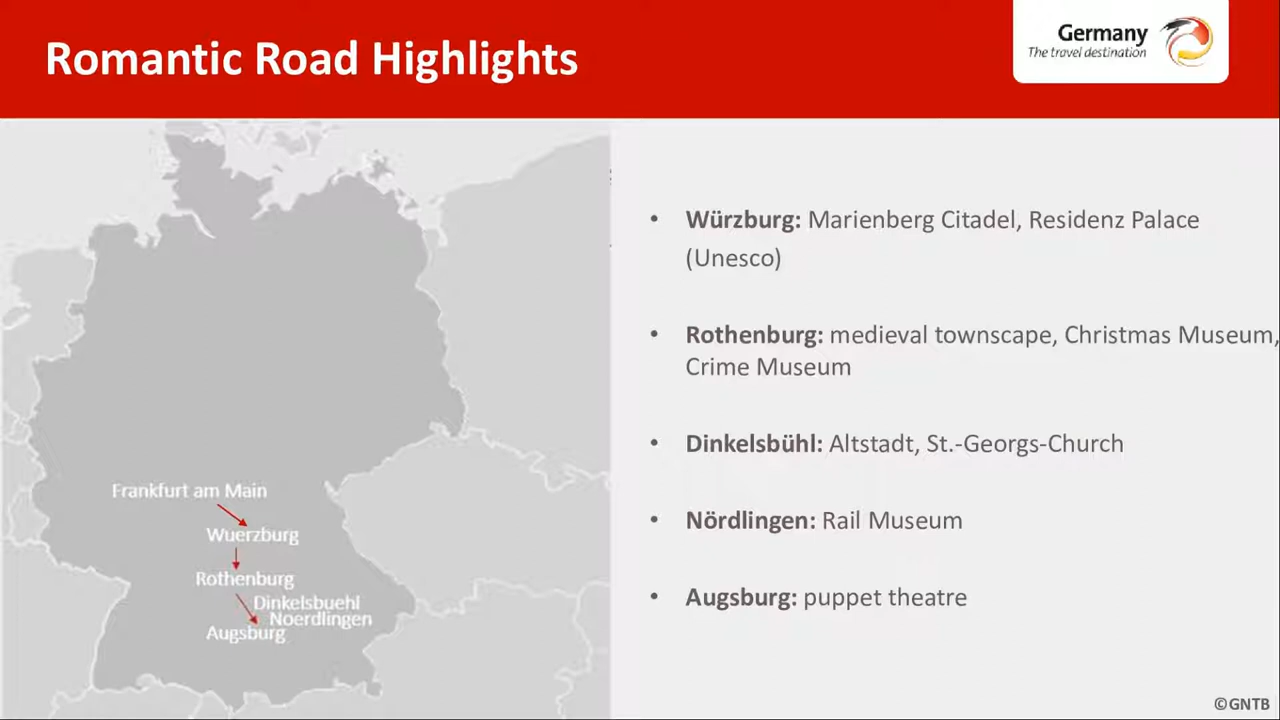 Romantic Road Highlights
Germany
The travel destination
Frankfurt am Main
Wuerzburg
Rothenburg
Dinkelsbuehl
Noerdlingen
Augsburg
• Würzburg: Marienberg Citadel, Residenz Palace
(Unesco)
• Rothenburg: medieval townscape, Christmas Museum,
Crime Museum
• Dinkelsbühl: Altstadt, St.-Georgs-Church
• Nördlingen: Rail Museum
• Augsburg: puppet theatre
©GNTB